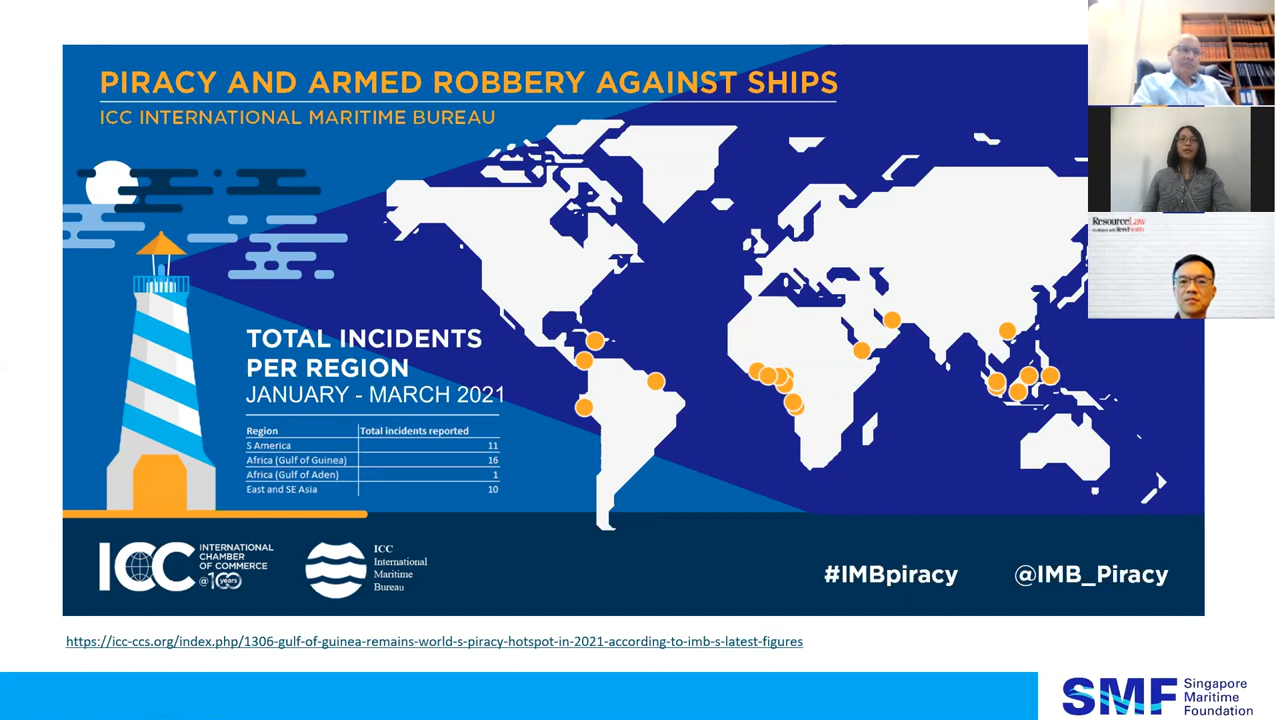 PIRACY AND ARMED ROBBERY AGAINST SHIPS
ICC INTERNATIONAL MARITIME BUREAU
ResourceLaw
TOTAL INCIDENTS
PER REGION
JANUARY - MARCH 2021
Region Total incidents reported
S America 11
Africa (Gulf of Guinea) 16
Africa (Gulf of Aden) 1
East and SE Asia 10
ICC INTERNATIONAL
CHAMBER
OF COMMERCE
@100 years
ICC
International
Maritime
Bureau
#IMBpiracy @IMB_Piracy
https://icc-ccs.org/index.php/1306-gulf-of-guinea-remains-world-s-piracy-hotspot-in-2021-according-to-imb-s-latest-figures
SMF Singapore
Maritime
Foundation